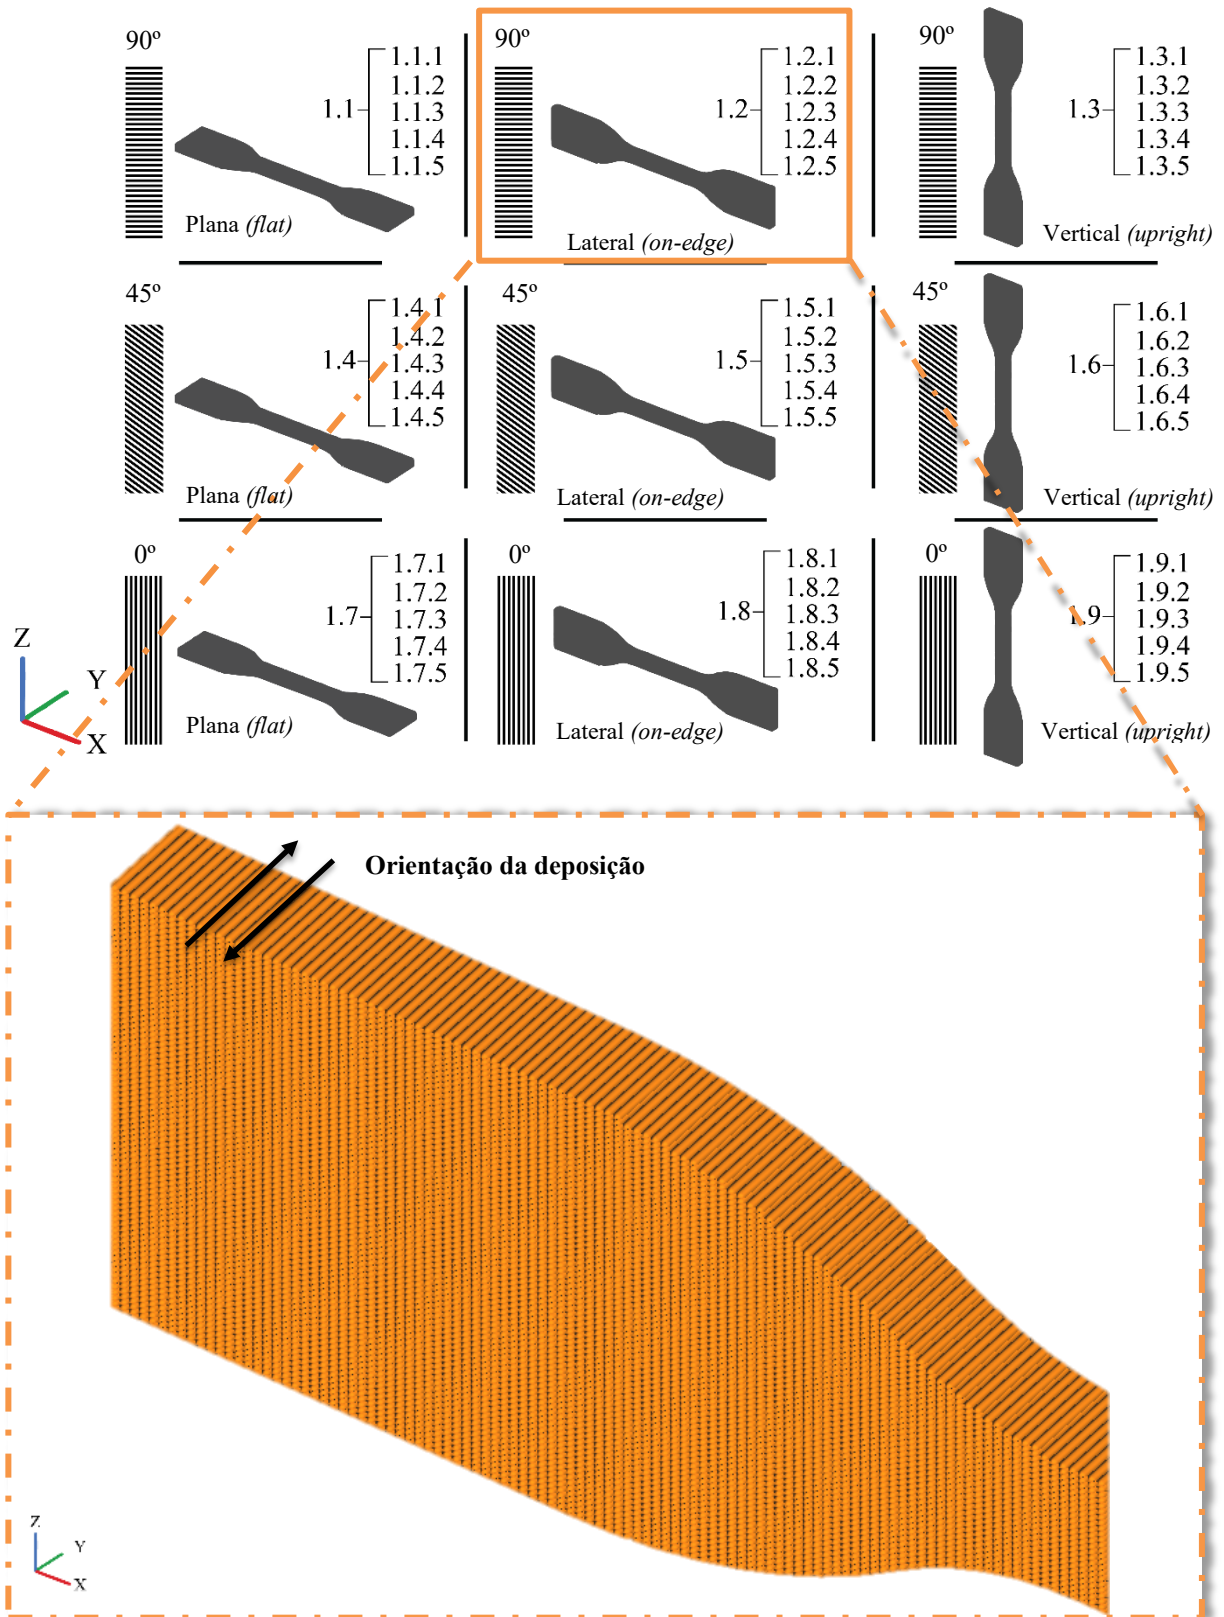 90º
1.1
1.1.1
1.1.2
1.1.3
1.1.4
1.1.5
Plana (flat)
90º
1.2
1.2.1
1.2.2
1.2.3
1.2.4
1.2.5
Lateral (on-edge)
90º
1.3
1.3.1
1.3.2
1.3.3
1.3.4
1.3.5
Vertical (upright)
45º
1.4
1.4.1
1.4.2
1.4.3
1.4.4
1.4.5
Plana (flat)
45º
1.5
1.5.1
1.5.2
1.5.3
1.5.4
1.5.5
Lateral (on-edge)
45º
1.6
1.6.1
1.6.2
1.6.3
1.6.4
1.6.5
Vertical (upright)
0º
1.7
1.7.1
1.7.2
1.7.3
1.7.4
1.7.5
Plana (flat)
0º
1.8
1.8.1
1.8.2
1.8.3
1.8.4
1.8.5
Lateral (on-edge)
0º
1.9
1.9.1
1.9.2
1.9.3
1.9.4
1.9.5
Vertical (upright)
Z
Y
X
Orientação da deposição
Z
Y
X